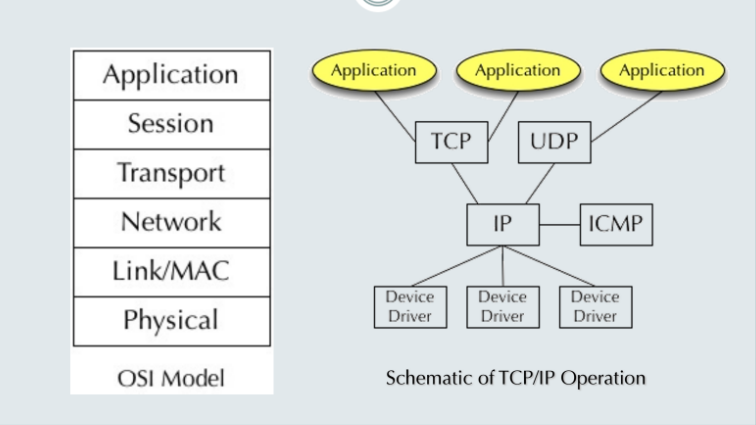 Application
Session
Transport
Network
Link/MAC
Physical
OSI Model
Application
Application
Application
TCP
UDP
IP
ICMP
Device
Driver
Device
Driver
Device
Driver
Schematic of TCP/IP Operation